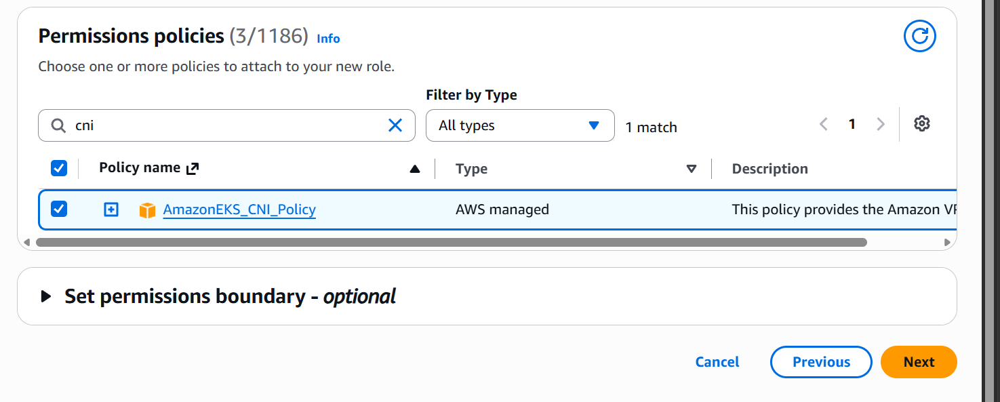 Permissions policies (3/1186) Info
Choose one or more policies to attach to your new role.
Filter by Type
cni
All types
1 match
1
Policy name
Type
Description
AmazonEKS_CNI_Policy
AWS managed
This policy provides the Amazon
Set permissions boundary - optional
Cancel
Previous
Next